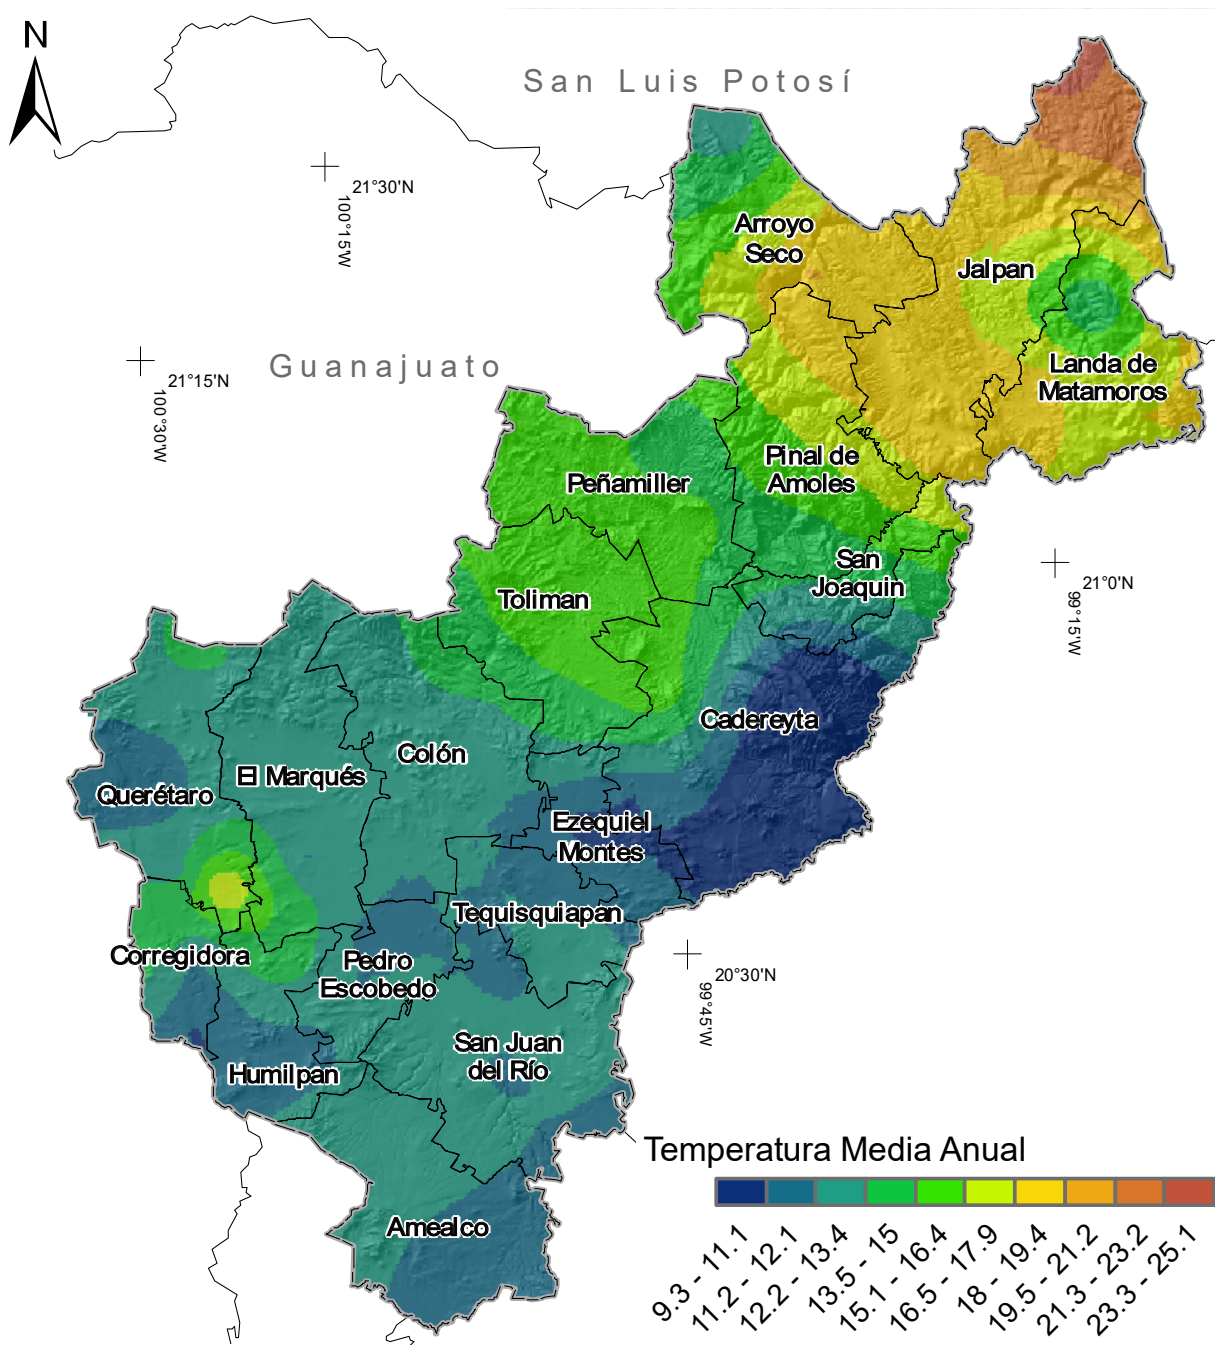 N
San Luis Potosí
21°30'N
100°15'W
Arroyo
Seco
Jalpan
Guanajuato
21°15'N
100°30'W
Landa de
Matamoros
Pinal de
Amoles
Peñamiller
San
Joaquin
21°0'N
99°15'W
Toliman
Cadereyta
Colón
El Marqués
Querétaro
Ezequiel
Montes
Tequisquiapan
Corregidora
Pedro
Escobedo
20°30'N
99°45'W
San Juan
del Río
Humilpan
Temperatura Media Anual
Amealco
9.3 - 11.1
11.2 - 12.1
12.2 - 13.4
13.5 - 15
15.1 - 16.4
16.5 - 17.9
18 - 19.4
19.5 - 21.2
21.3 - 23.2
23.3 - 25.1